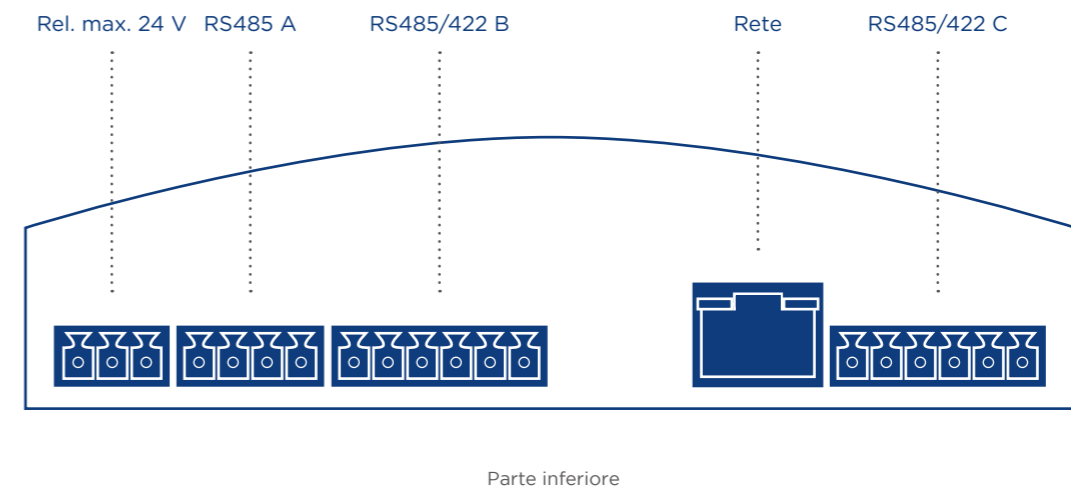 Rel. max. 24 V RS485 A RS485/422 B Rete RS485/422 C
Parte inferiore